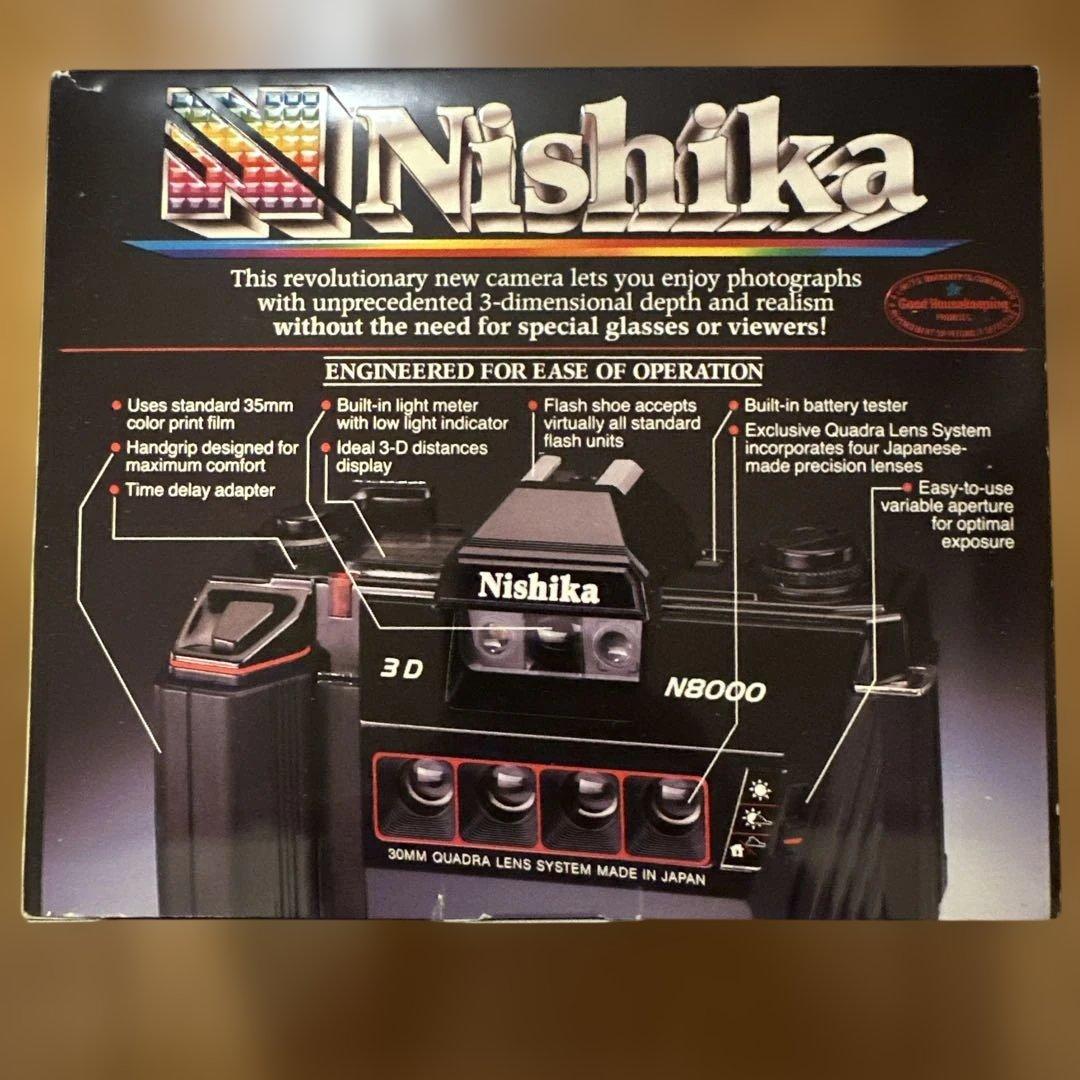 Nishika
This revolutionary new camera lets you enjoy photographs
with unprecedented 3-dimensional depth and realism
without the need for special glasses or viewers!
Good Housekeeping
PROMISES
ENGINEERED FOR EASE OF OPERATION
Uses standard 35mm
color print film
Handgrip designed for
maximum comfort
Time delay adapter
Built-in light meter
with low light indicator
Ideal 3-D distances
display
Flash shoe accepts
virtually all standard
flash units
Built-in battery tester
Exclusive Quadra Lens System
incorporates four Japanese-
made precision lenses
Easy-to-use
variable aperture
for optimal
exposure
Nishika
3D
N8000
30MM QUADRA LENS SYSTEM MADE IN JAPAN